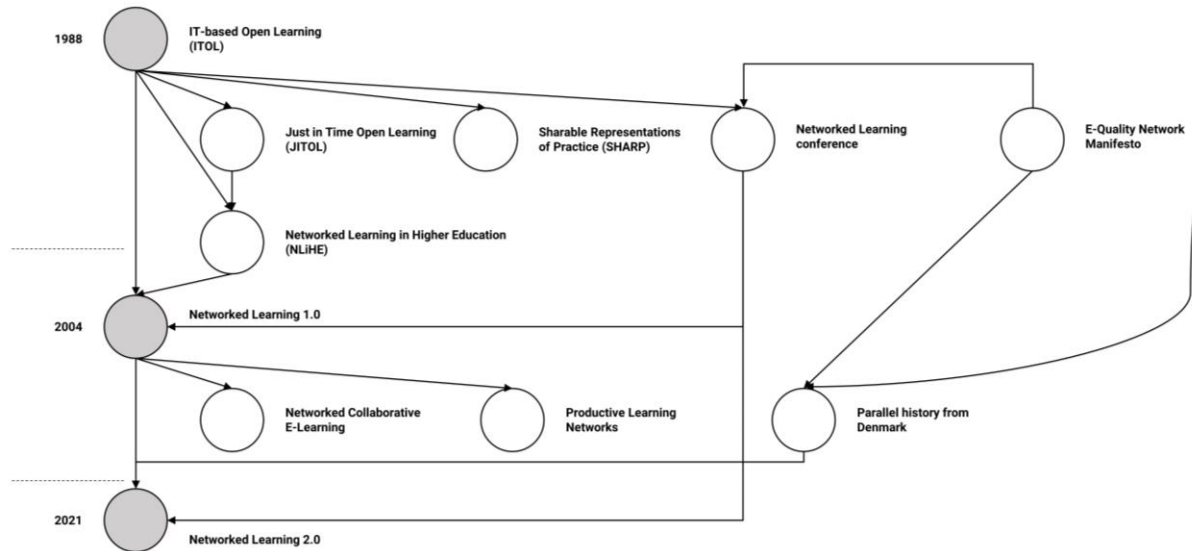 1988
IT-based Open Learning
(ITOL)
Just in Time Open Learning
(JITOL)
Sharable Representations
of Practice (SHARP)
Networked Learning
conference
E-Quality Network
Manifesto
Networked Learning in Higher Education
(NLiHE)
2004
Networked Learning 1.0
Networked Collaborative
E-Learning
Productive Learning
Networks
Parallel history from
Denmark
2021
Networked Learning 2.0